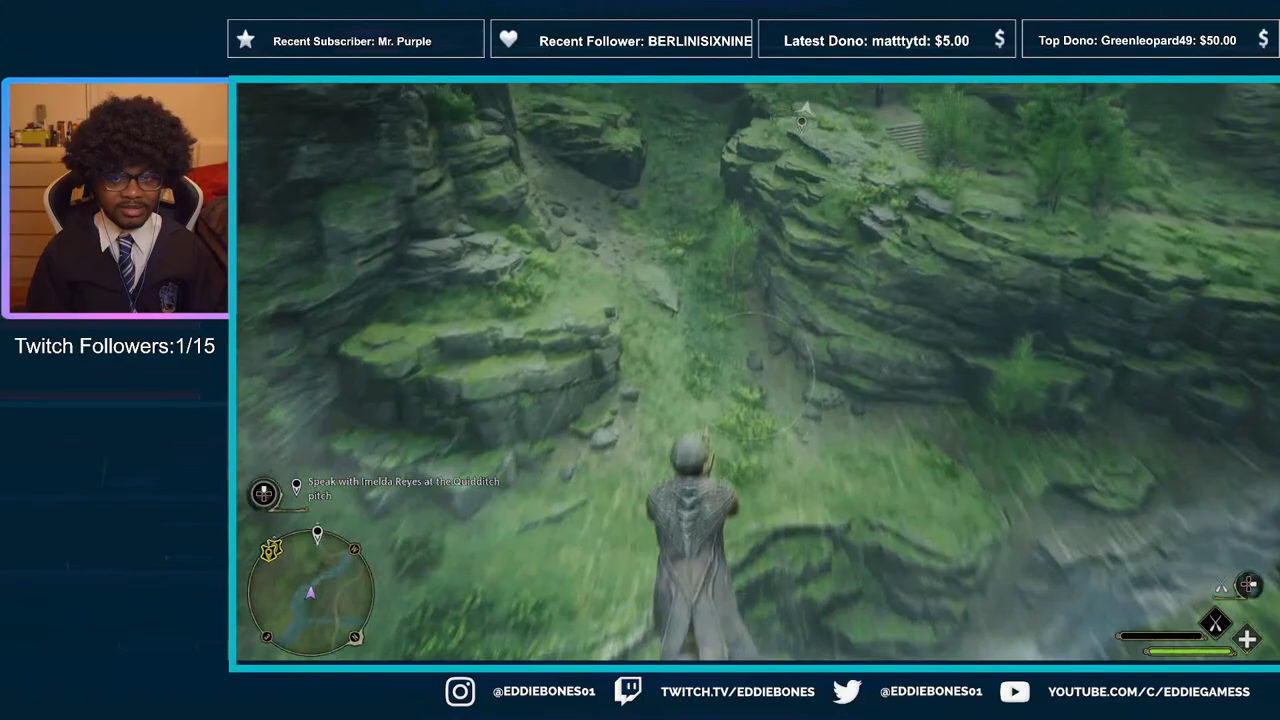 Recent Subscriber: Mr. Purple
Recent Follower: BERLINISIXNINE
Latest Dono: matttytd: $5.00
$
Top Dono: Greenleopard49: $50.00
$
Twitch Followers:1/15
Speak with Imelda Reyes at the Quidditch
pitch
@EDDIEBONES01
TWITCH.TV/EDDIEBONES
@EDDIEBONES01
YOUTUBE.COM/C/EDDIEGAMESS